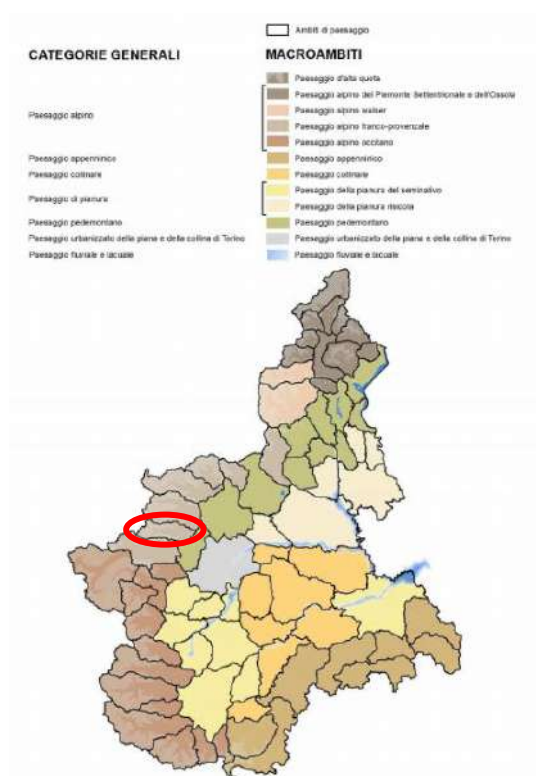 Ambiti di paesaggio
CATEGORIE GENERALI
MACROAMBITI
Paesaggio d'alta quota
Paesaggio alpino del Piemonte Settentrionale e dell'Ossola
Paesaggio alpino
Paesaggio alpino walser
Paesaggio alpino franco-provenzale
Paesaggio alpino occitano
Paesaggio appenninico
Paesaggio appenninico
Paesaggio collinare
Paesaggio collinare
Paesaggio di pianura
Paesaggio della pianura del seminativo
Paesaggio della pianura risicola
Paesaggio pedemontano
Paesaggio pedemontano
Paesaggio urbanizzato della piana e della collina di Torino
Paesaggio urbanizzato della piana e della collina di Torino
Paesaggio fluviale e lacuale
Paesaggio fluviale e lacuale